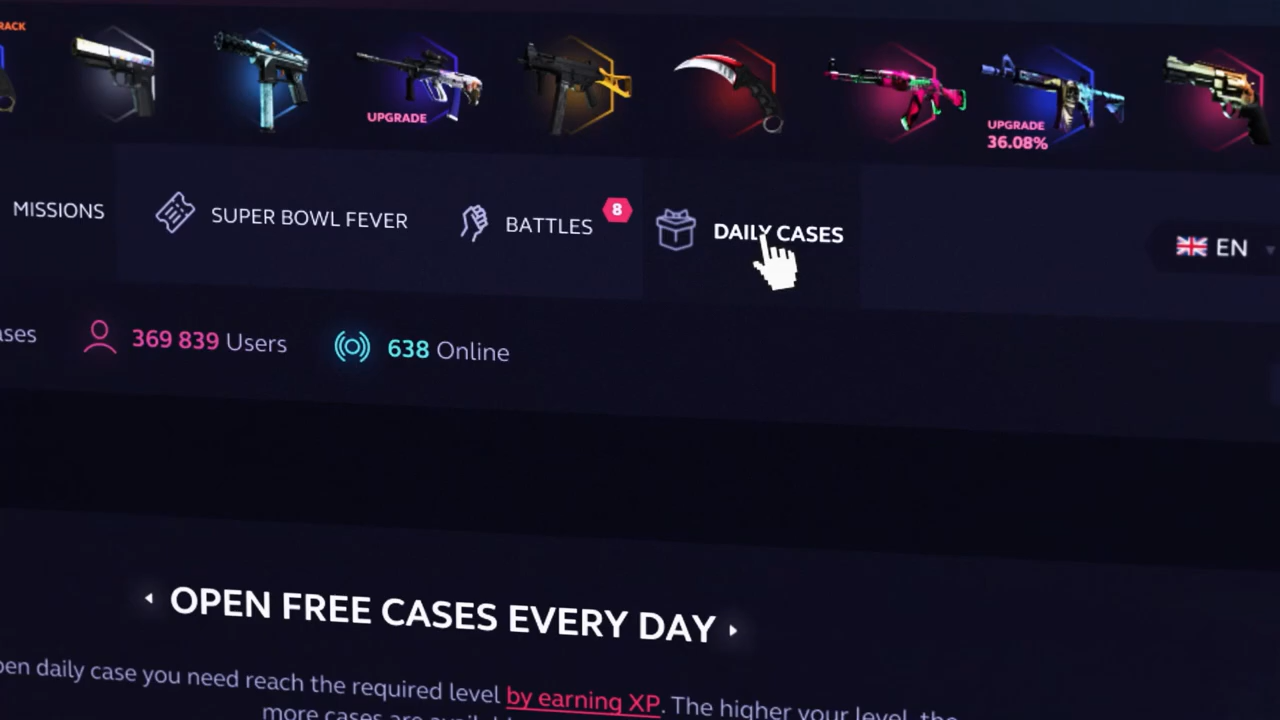 RACK
UPGRADE
UPGRADE
36.08%
MISSIONS
SUPER BOWL FEVER
BATTLES
8
DAILY CASES
EN
369 839 Users
638 Online
OPEN FREE CASES EVERY DAY
daily case you need reach the required level by earning XP. The higher your level, the
more cases are